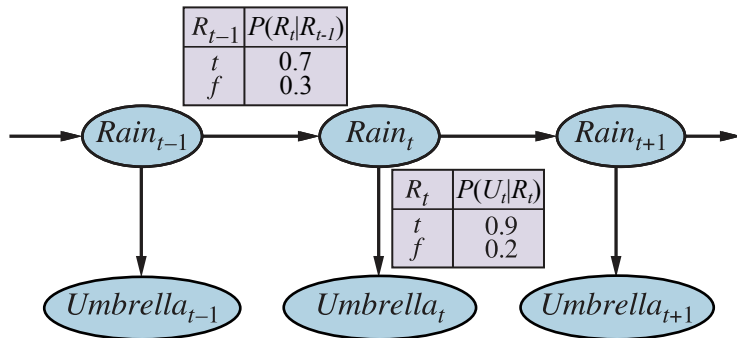 R_{t−1} P(R_t|R_{t-1})
t 0.7
f 0.3
Rain_{t−1} Rain_t Rain_{t+1}
R_t P(U_t|R_t)
t 0.9
f 0.2
Umbrella_{t−1} Umbrella_t Umbrella_{t+1}